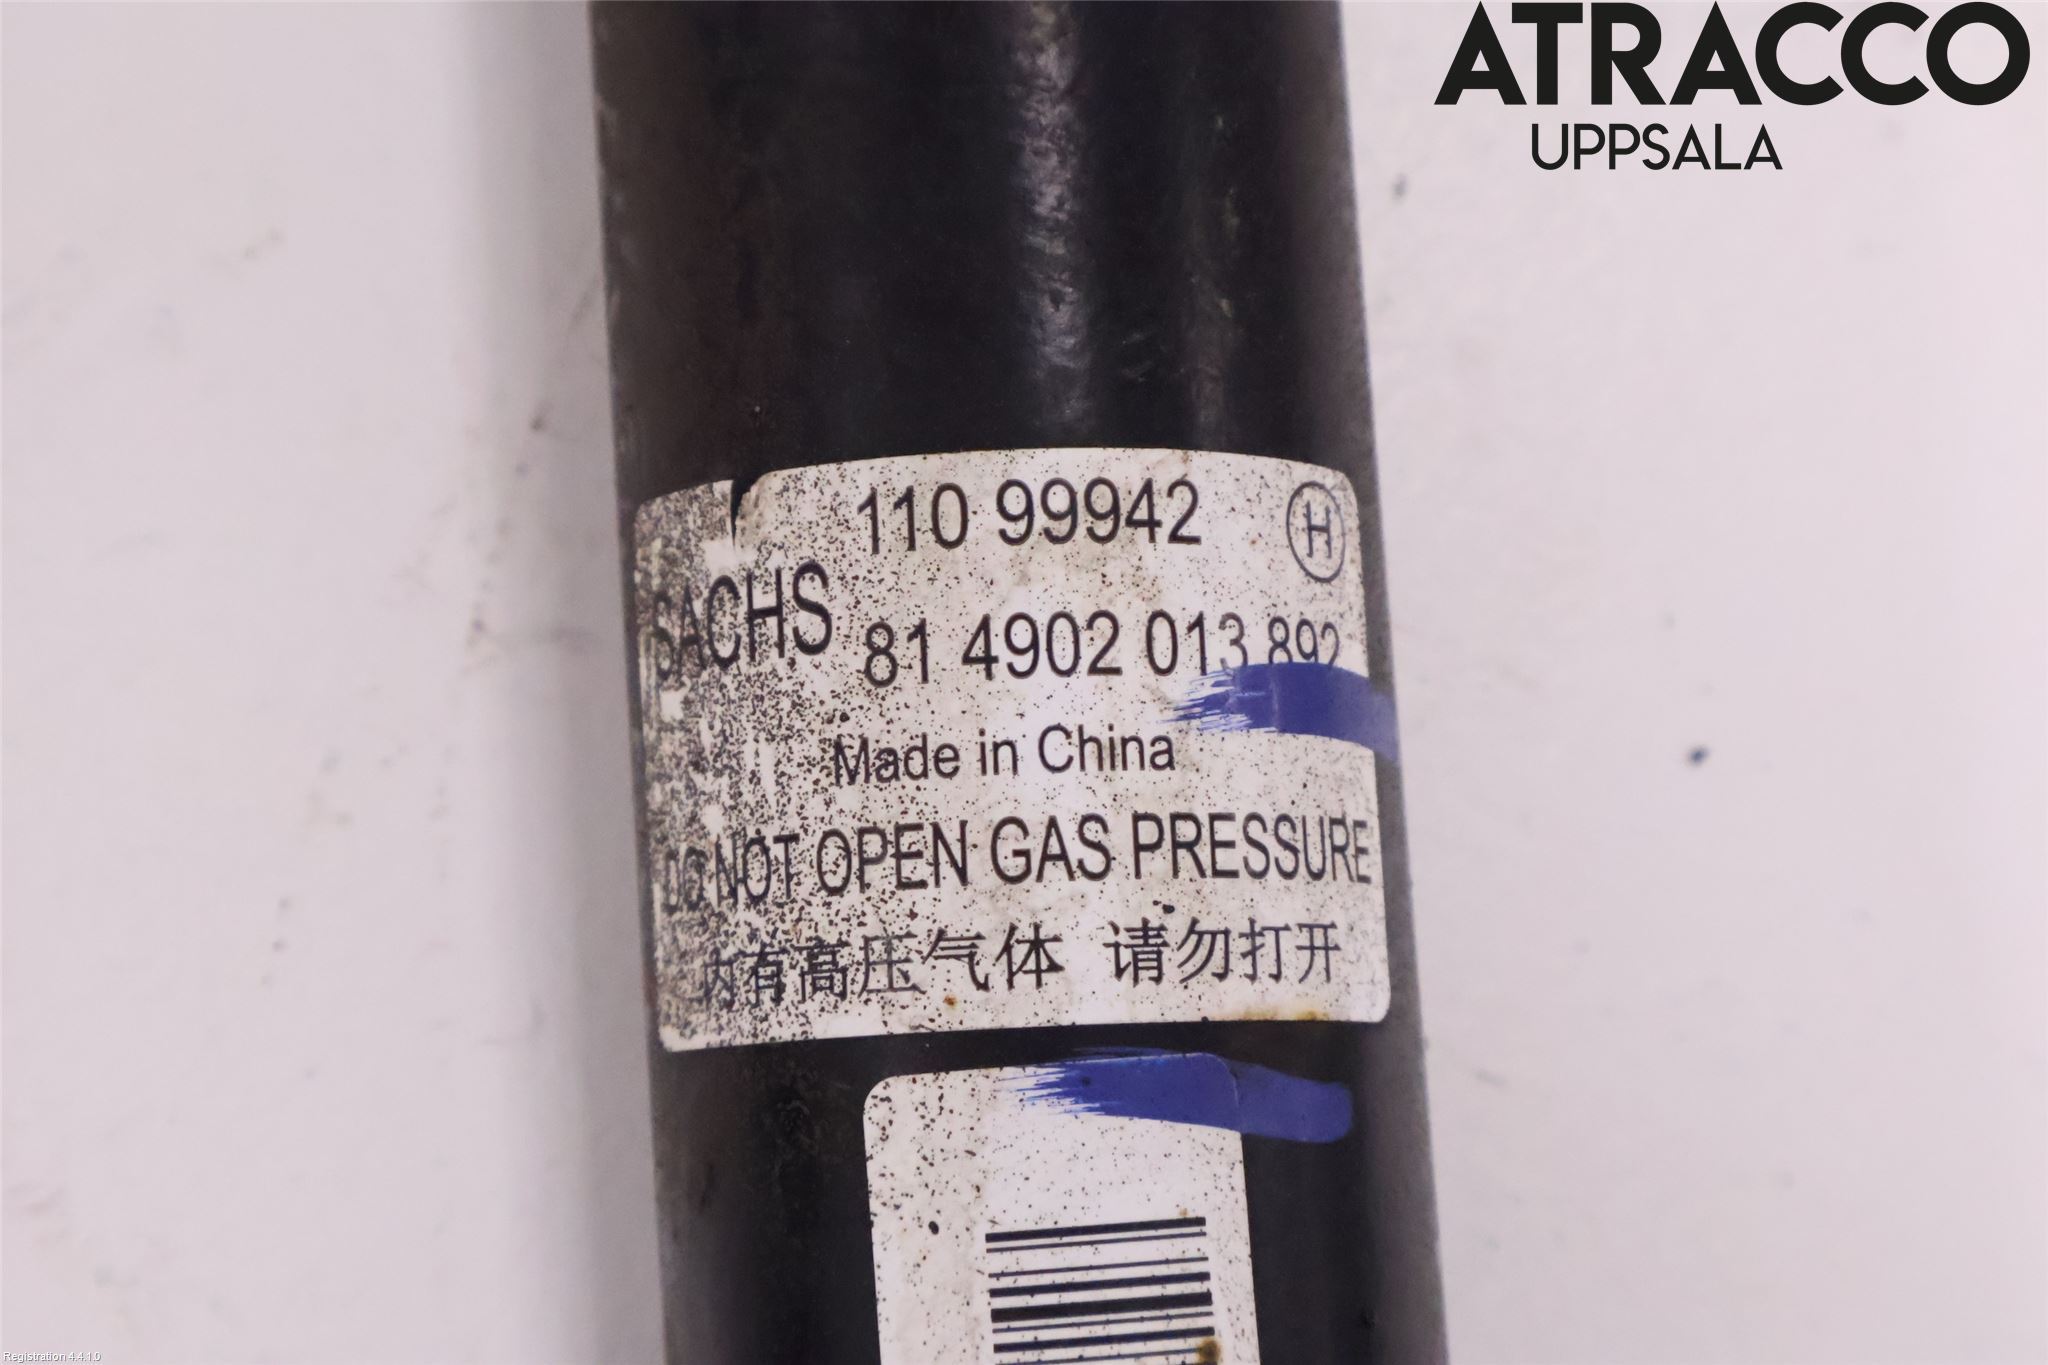 ATRACCO
UPPSALA
110 99942
H
SACHS
81 4902 013 892
Made in China
DO NOT OPEN GAS PRESSURE
内有高压气体 请勿打开
Registration 4.4.1.0